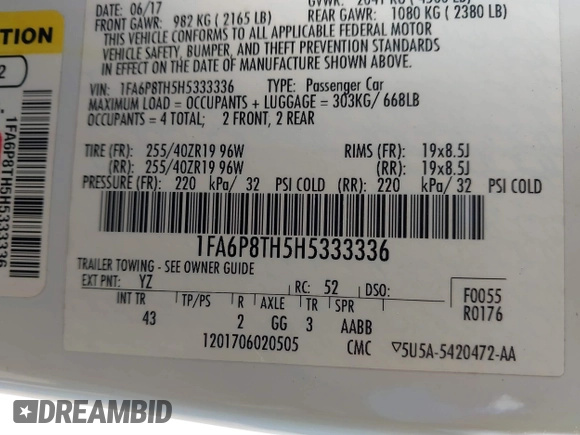 DATE: 06/17
FRONT GAWR: 982 KG ( 2165 LB) REAR GAWR: 1080 KG ( 2380 LB)
THIS VEHICLE CONFORMS TO ALL APPLICABLE FEDERAL MOTOR
VEHICLE SAFETY, BUMPER, AND THEFT PREVENTION STANDARDS
IN EFFECT ON THE DATE OF MANUFACTURE SHOWN ABOVE.
VIN: 1FA6P8TH5H5333336 TYPE: Passenger Car
MAXIMUM LOAD = OCCUPANTS + LUGGAGE = 303KG/ 668LB
OCCUPANTS = 4 TOTAL; 2 FRONT, 2 REAR
TIRE (FR): 255/40ZR19 96W RIMS (FR): 19x8.5J
(RR): 255/40ZR19 96W (RR): 19x8.5J
PRESSURE (FR): 220 kPa/ 32 PSI COLD (RR): 220 kPa/ 32 PSI COLD
1FA6P8TH5H5333336
TRAILER TOWING - SEE OWNER GUIDE
EXT PNT: YZ RC: 52 DSO: F0055
INT TR TP/PS R AXLE TR SPR R0176
43 2 GG 3 AABB
1201706020505 CMC ▽5U5A-5420472-AA
2
1FA6P8TH5H5333336
DREAMBID